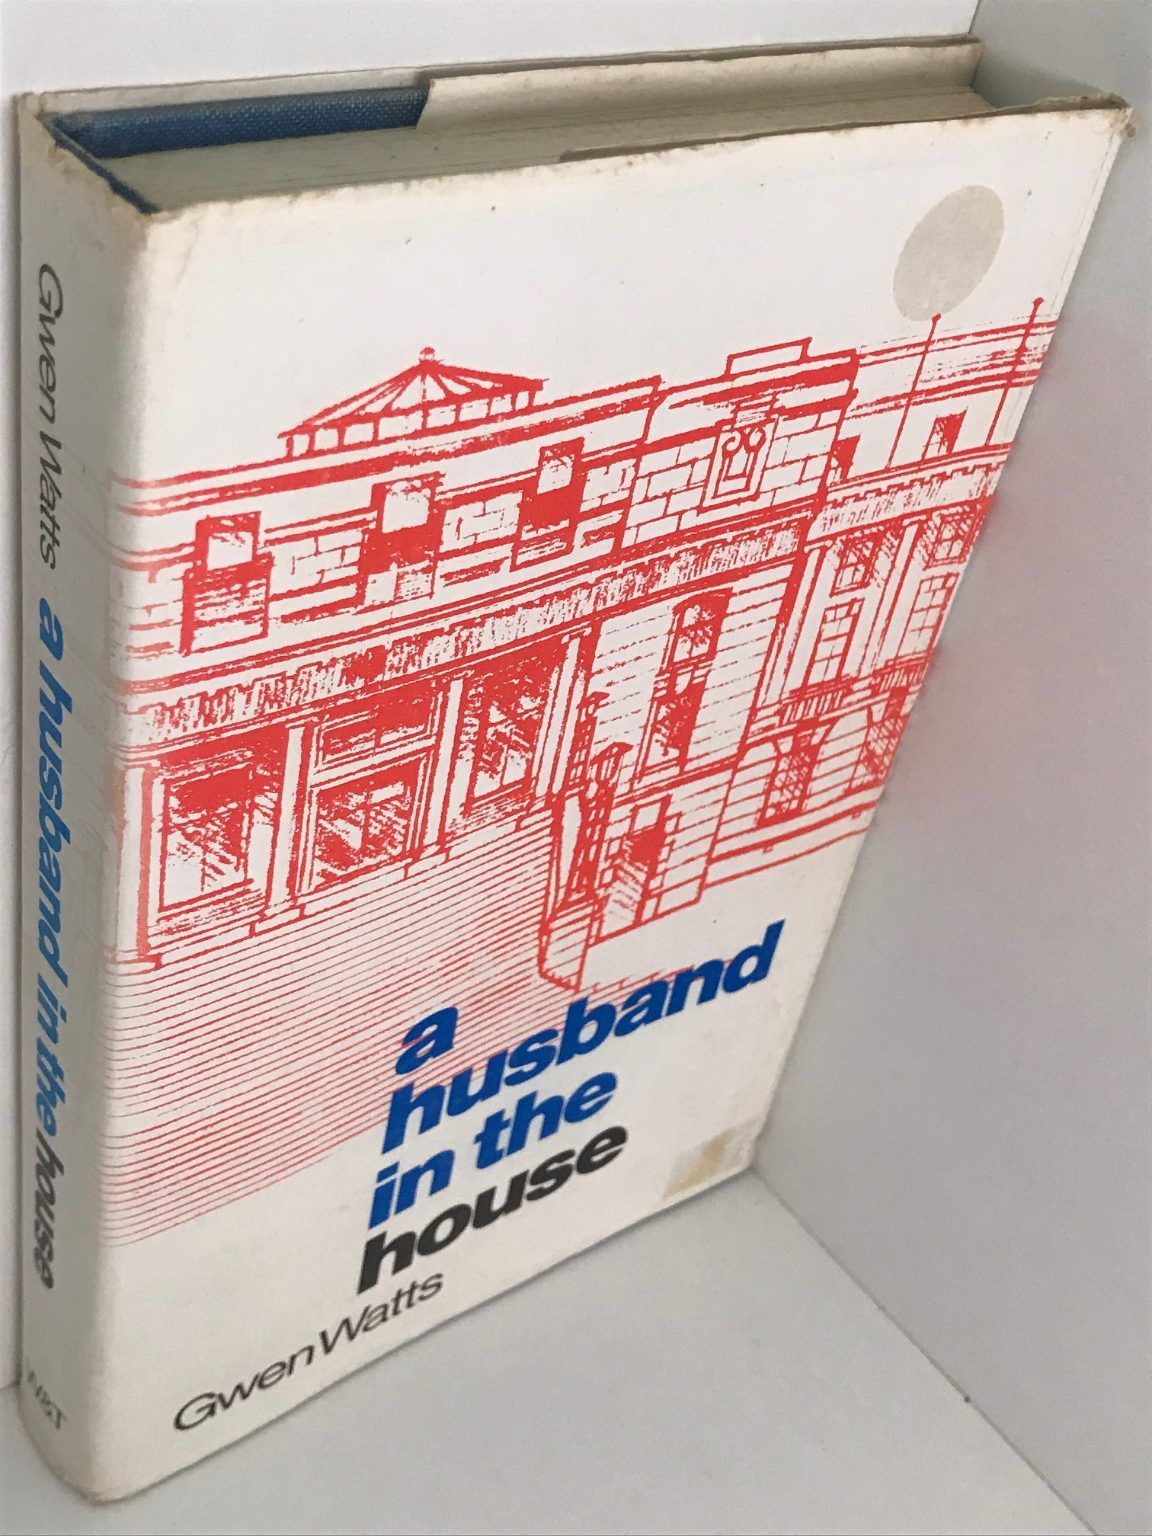 Gwen Watts a husband in the house
a
husband
in the
house
Gwen Watts